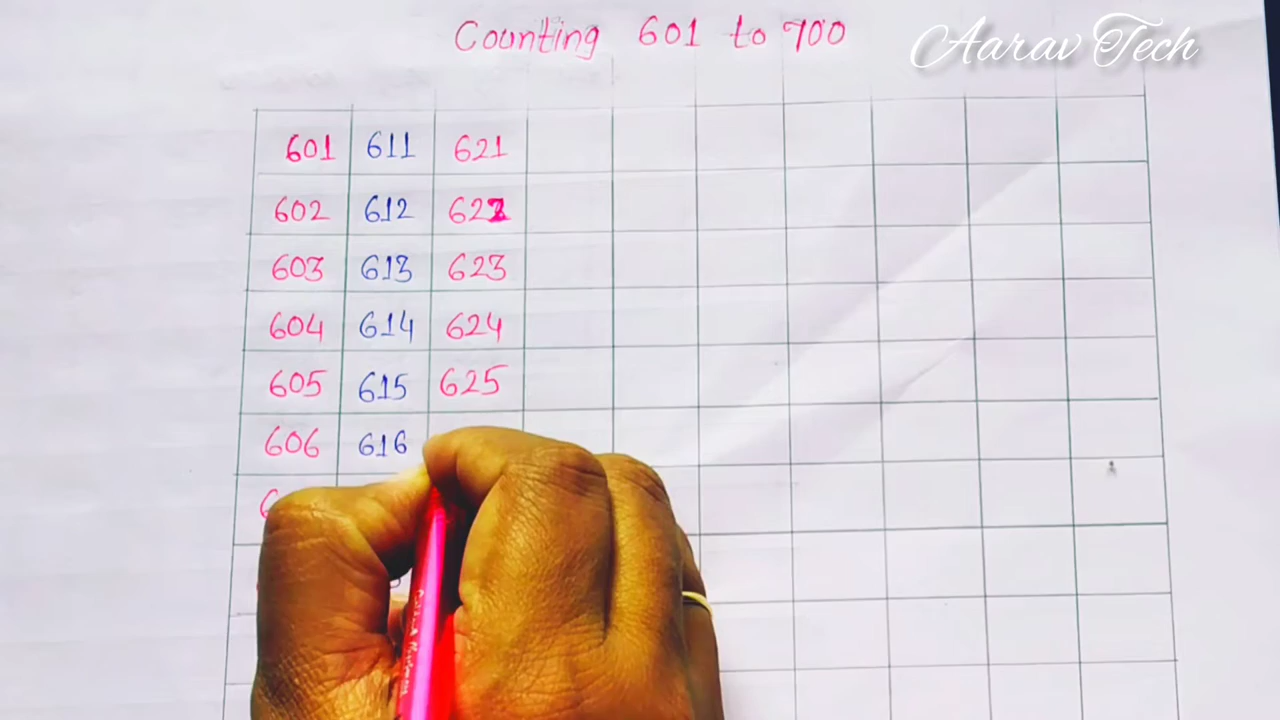 Counting 601 to 700
Aarav Tech
601 611 621
602 612 622
603 613 623
604 614 624
605 615 625
606 616